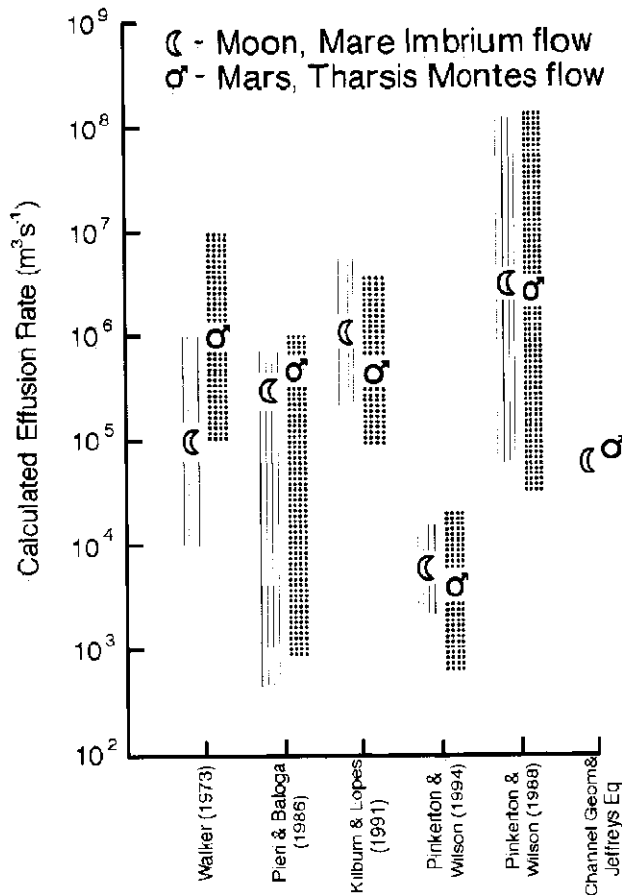 10⁹
☾ - Moon, Mare Imbrium flow
♂ - Mars, Tharsis Montes flow
10⁸
10⁷
10⁶
10⁵
10⁴
10³
10²
Calculated Effusion Rate (m³s⁻¹)
Walker (1973)
Pieri & Baloga
(1986)
Kilburn & Lopes
(1991)
Pinkerton &
Wilson (1994)
Pinkerton &
Wilson (1988)
Channel Geom&
Jeffreys Eq